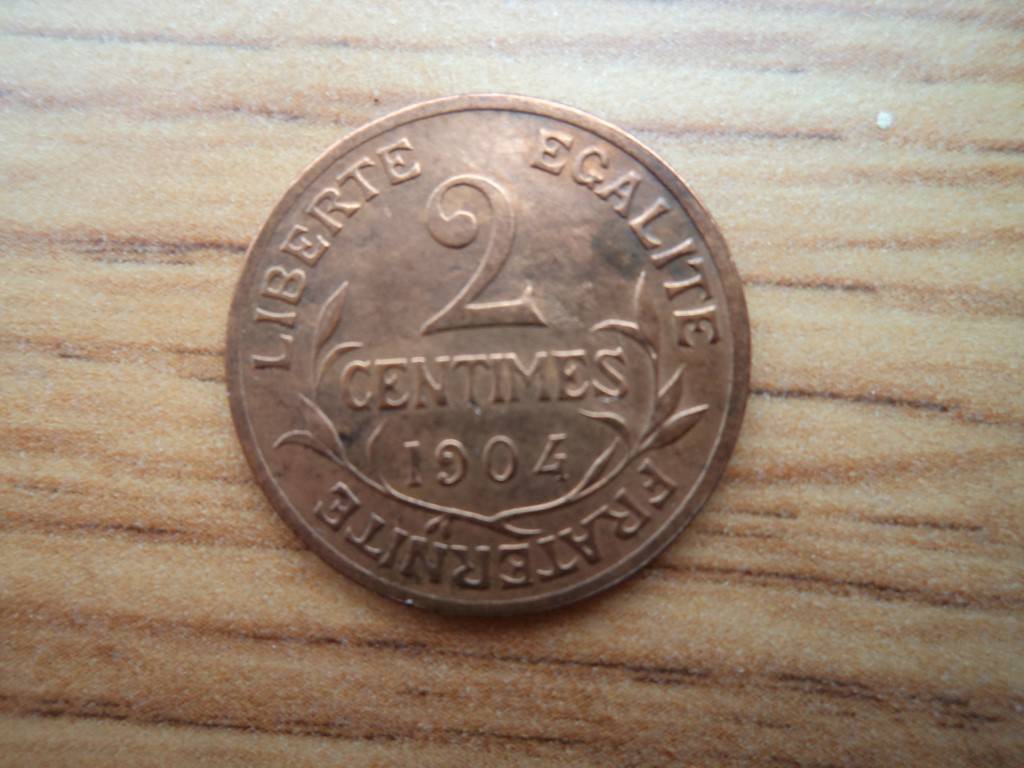 LIBERTE EGALITE FRATERNITE
2
CENTIMES
1904